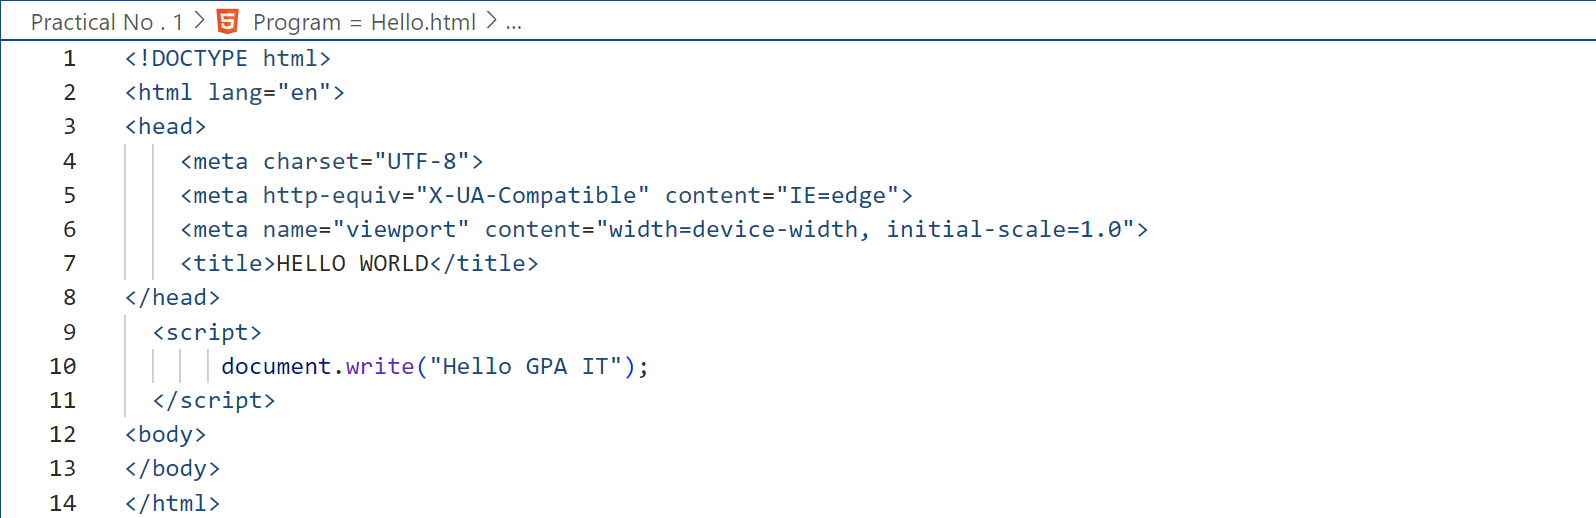 Practical No . 1 > Program = Hello.html > ...
1 <!DOCTYPE html>
2 <html lang="en">
3 <head>
4     <meta charset="UTF-8">
5     <meta http-equiv="X-UA-Compatible" content="IE=edge">
6     <meta name="viewport" content="width=device-width, initial-scale=1.0">
7     <title>HELLO WORLD</title>
8 </head>
9   <script>
10        document.write("Hello GPA IT");
11   </script>
12 <body>
13 </body>
14 </html>